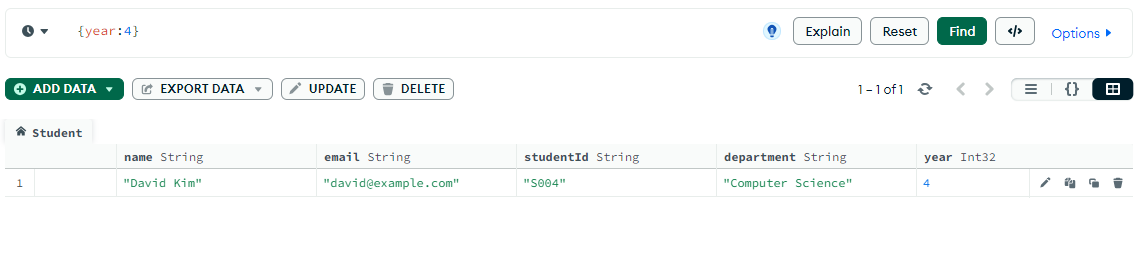 {year:4} Explain Reset Find </> Options
ADD DATA EXPORT DATA UPDATE DELETE 1 – 1 of 1 {}
Student
name String email String studentId String department String year Int32
1 "David Kim" "david@example.com" "S004" "Computer Science" 4